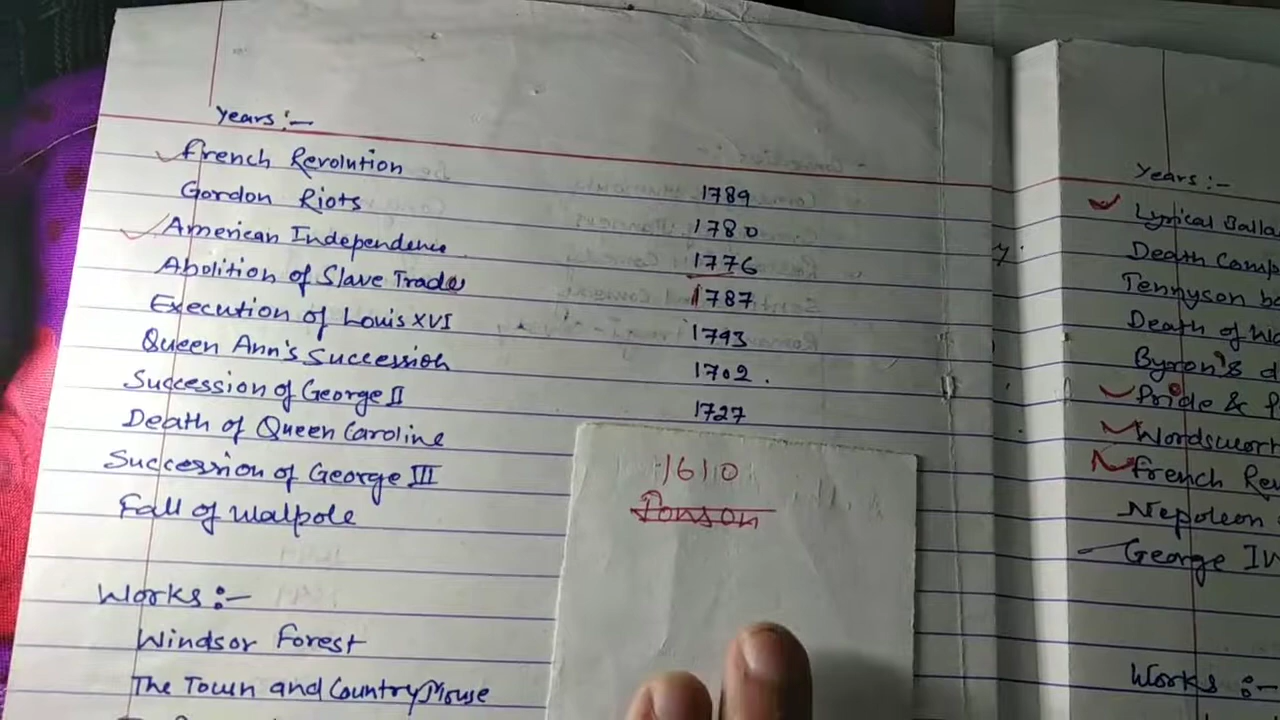 Years :-
French Revolution 1789
Gordon Riots 1780
American Independence 1776
Abolition of Slave Trade 1787
Execution of Louis XVI 1793
Queen Ann's Succession 1702.
Succession of George II 1727
Death of Queen Caroline
Succession of George III
Fall of Walpole
1610
Works :-
Windsor Forest
The Town and Country Mouse
Years :-
Lyrical Balla
Death
Tennyson
Death of
Byron's d
Pride &
Wordsworth
French Rev
Nepoleon
George IV
Works :-